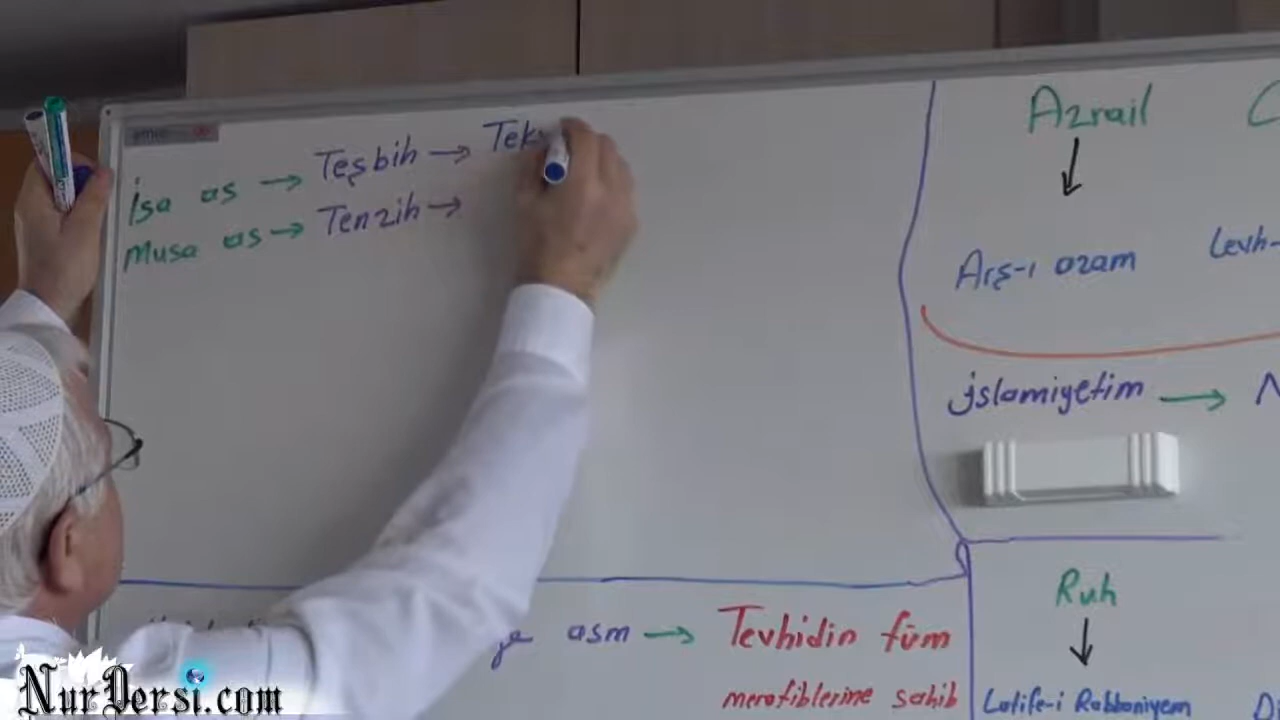 İsa as → Teşbih → Tek
Musa as → Tenzih →
Azrail
↓
Arş-ı azam
Levh-
islamiyetim →
asm → Tevhidin tüm
meratiblerine sahib
Ruh
↓
Latife-i Rabbaniyem
NurDersi.com